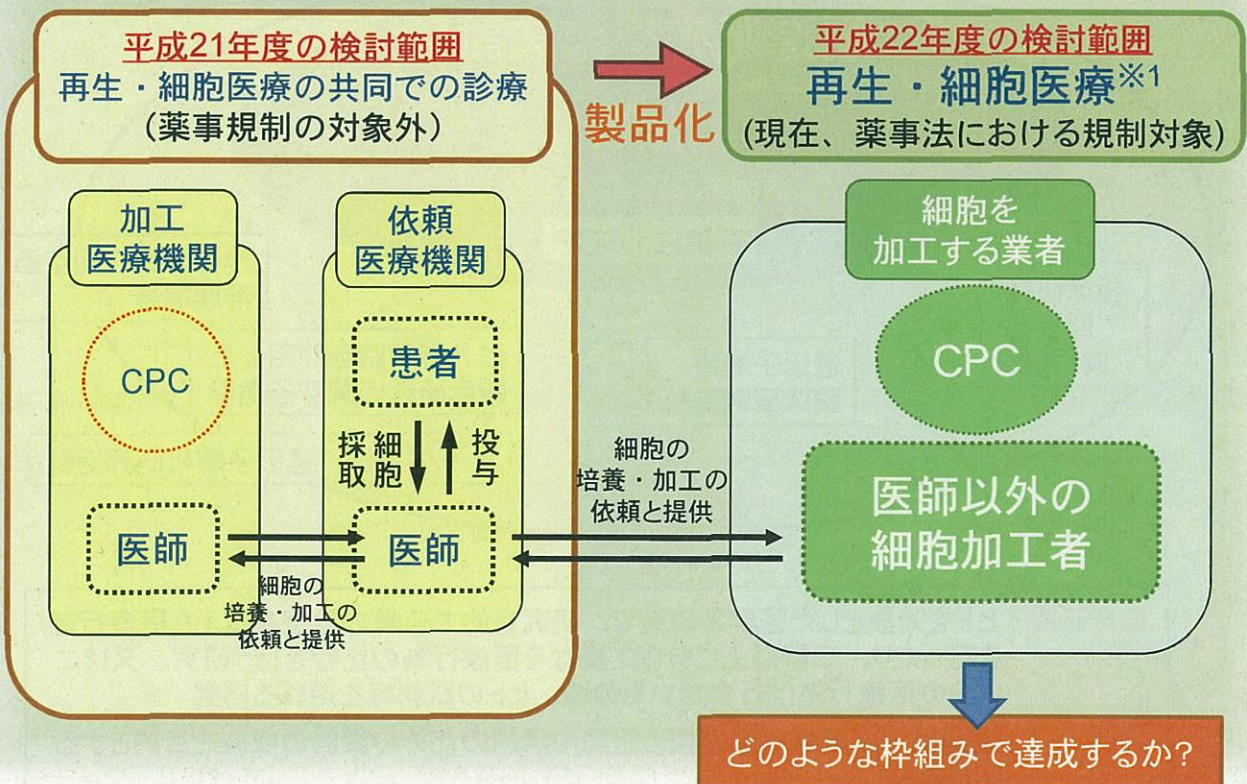 平成21年度の検討範囲
再生・細胞医療の共同での診療
（薬事規制の対象外）
製品化
平成22年度の検討範囲
再生・細胞医療※1
(現在、薬事法における規制対象)
加工
医療機関
CPC
医師
依頼
医療機関
患者
細胞
採取
投与
医師
細胞の
培養・加工の
依頼と提供
細胞の
培養・加工の
依頼と提供
細胞を
加工する業者
CPC
医師以外の
細胞加工者
どのような枠組みで達成するか?